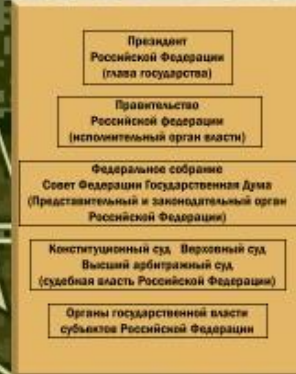 Президент
Российской Федерации
(глава государства)
Правительство
Российской федерации
(исполнительный орган власти)
Федеральное собрание
Совет Федерации Государственная Дума
(Представительный и законодательный орган
Российской Федерации)
Конституционный суд Верховный суд
Высший арбитражный суд
(судебная власть Российской Федерации)
Органы государственной власти
субъектов Российской Федерации